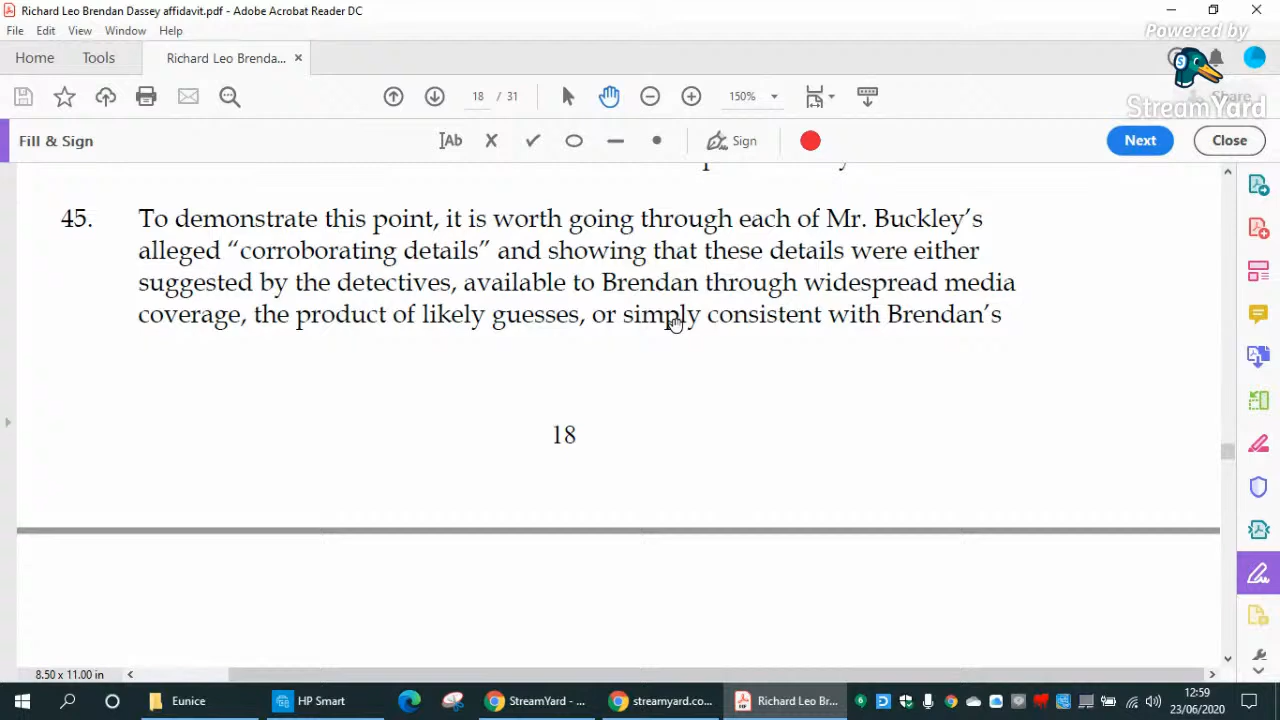 Richard Leo Brendan Dassey affidavit.pdf - Adobe Acrobat Reader DC
File Edit View Window Help
Powered by
Home Tools Richard Leo Brenda... ×
18 / 31 150% Share
StreamYard
Fill & Sign Ab Sign Next Close
45. To demonstrate this point, it is worth going through each of Mr. Buckley's
alleged "corroborating details" and showing that these details were either
suggested by the detectives, available to Brendan through widespread media
coverage, the product of likely guesses, or simply consistent with Brendan's
18
8.50 x 11.00 in
Eunice HP Smart StreamYard - ... streamyard.co... Richard Leo Br... 12:59
23/06/2020